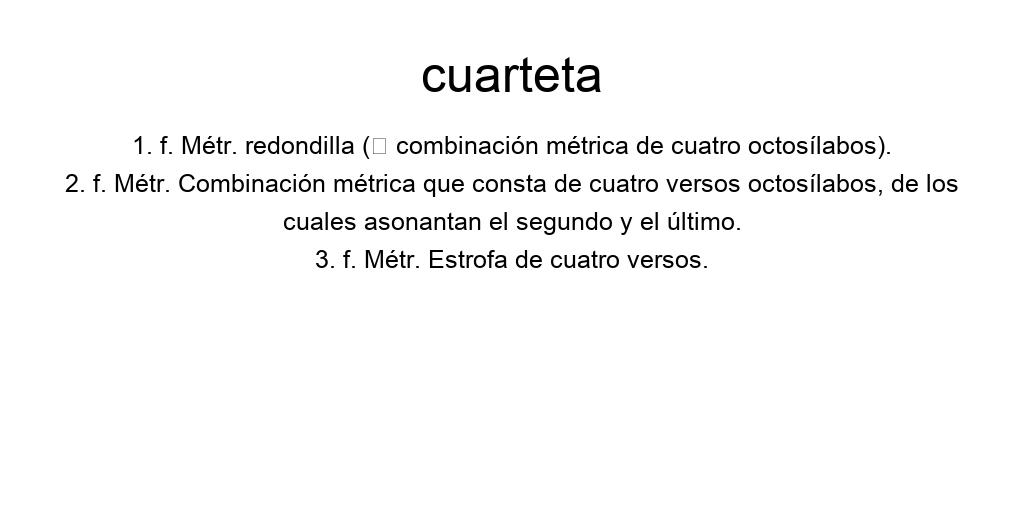 cuarteta
1. f. Métr. redondilla (□ combinación métrica de cuatro octosílabos).
2. f. Métr. Combinación métrica que consta de cuatro versos octosílabos, de los
cuales asonantan el segundo y el último.
3. f. Métr. Estrofa de cuatro versos.